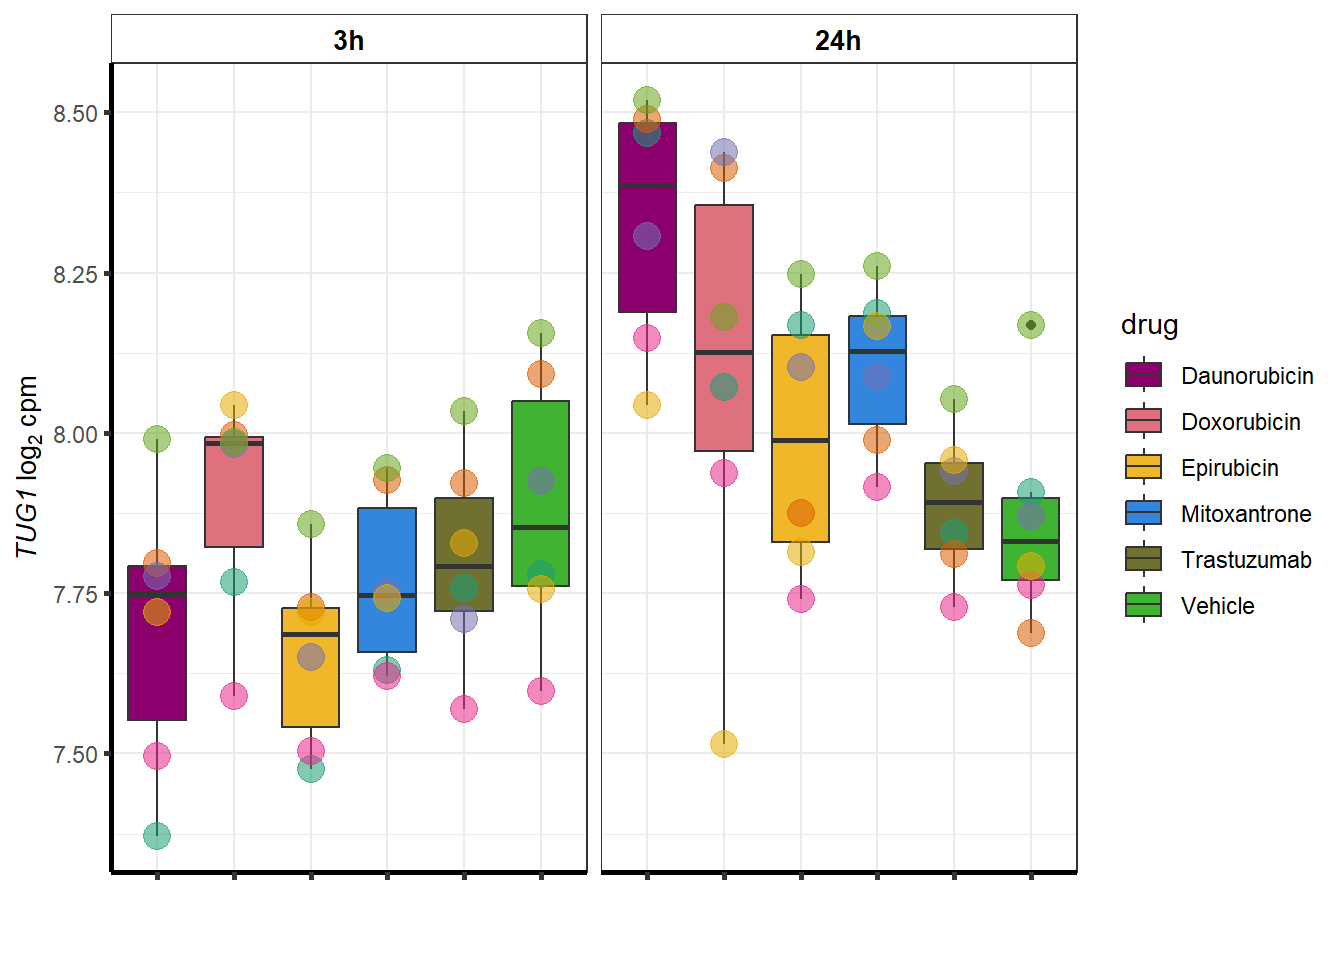 3h
24h
8.50
8.25
8.00
7.75
7.50
TUG1 log2 cpm
drug
Daunorubicin
Doxorubicin
Epirubicin
Mitoxantrone
Trastuzumab
Vehicle